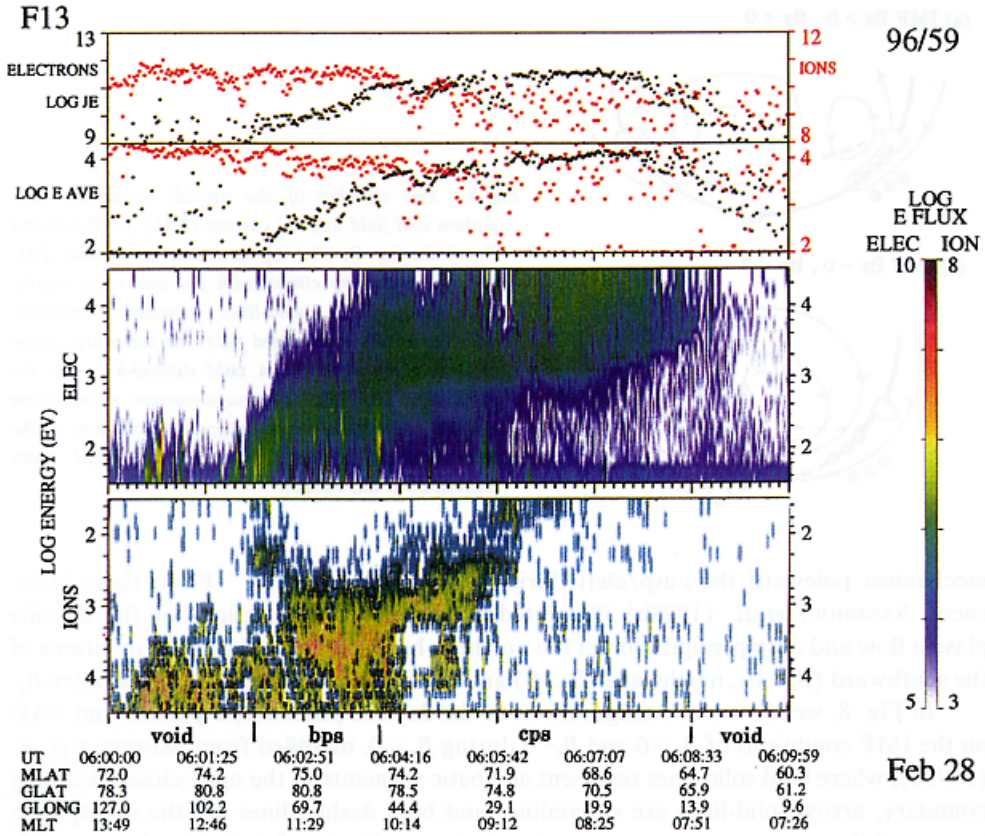 F13
96/59
13
12
ELECTRONS
IONS
LOG JE
9
8
4
4
LOG E AVE
2
2
LOG
E FLUX
ELEC ION
10 8
5 3
ELEC
4
3
2
4
3
2
LOG ENERGY (EV)
IONS
2
3
4
2
3
4
void bps cps void
UT 06:00:00 06:01:25 06:02:51 06:04:16 06:05:42 06:07:07 06:08:33 06:09:59
MLAT 72.0 74.2 75.0 74.2 71.9 68.6 64.7 60.3
GLAT 78.3 80.8 80.8 78.5 74.8 70.5 65.9 61.2
GLONG 127.0 102.2 69.7 44.4 29.1 19.9 13.9 9.6
MLT 13:49 12:46 11:29 10:14 09:12 08:25 07:51 07:26
Feb 28